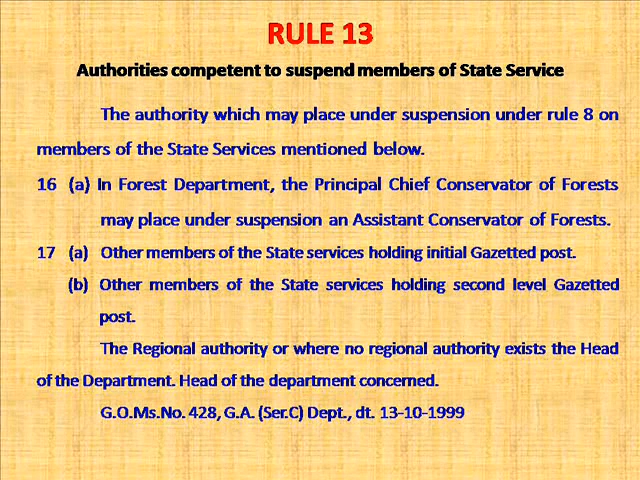 RULE 13
Authorities competent to suspend members of State Service
The authority which may place under suspension under rule 8 on
members of the State Services mentioned below.
16 (a) In Forest Department, the Principal Chief Conservator of Forests
may place under suspension an Assistant Conservator of Forests.
17 (a) Other members of the State services holding initial Gazetted post.
(b) Other members of the State services holding second level Gazetted
post.
The Regional authority or where no regional authority exists the Head
of the Department. Head of the department concerned.
G.O.Ms.No. 428, G.A. (Ser.C) Dept., dt. 13-10-1999